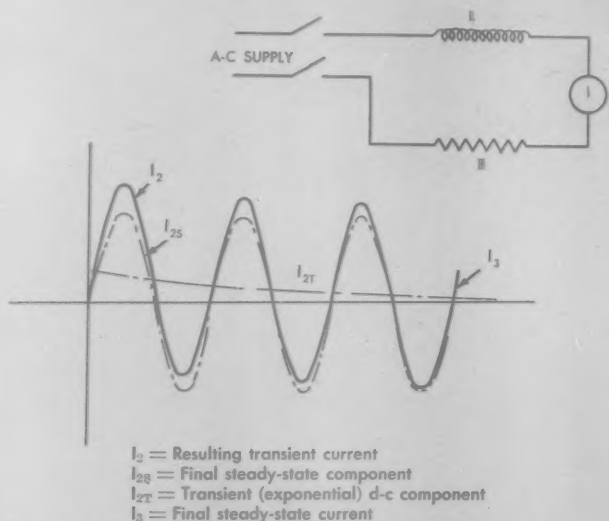 L
A-C SUPPLY
I
R
I₂
I₂S
I₂T
I₃
I₂ = Resulting transient current
I₂S = Final steady-state component
I₂T = Transient (exponential) d-c component
I₃ = Final steady-state current